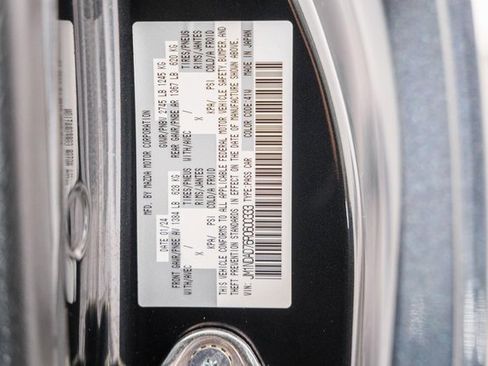 MFD. BY MAZDA MOTOR CORPORATION
DATE 01/24 GVWR/PNBV 2745 LB 1245 KG
FRONT GAWR/PNBE AV 1384 LB 628 KG REAR GAWR/PNBE AR 1367 LB 620 KG
TIRES/PNEUS TIRES/PNEUS
WITH/AVEC / RIMS/JANTES WITH/AVEC / RIMS/JANTES
X X
KPA/ PSI COLD/A FROID KPA/ PSI COLD/A FROID
THIS VEHICLE CONFORMS TO ALL APPLICABLE FEDERAL MOTOR VEHICLE SAFETY, BUMPER, AND
THEFT PREVENTION STANDARDS IN EFFECT ON THE DATE OF MANUFACTURE SHOWN ABOVE.
TYPE: PASS CAR COLOR CODE: 41W MADE IN JAPAN
VIN: JM1NDAD76R0600333